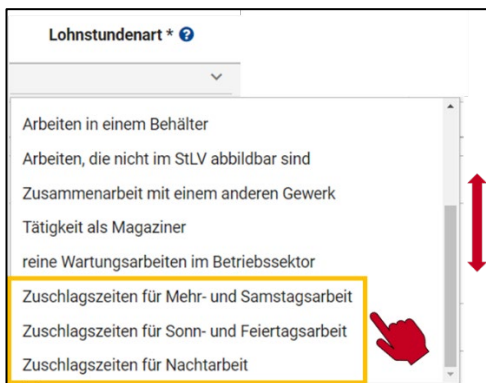 Lohnstundenart * ?
Arbeiten in einem Behälter
Arbeiten, die nicht im StLV abbildbar sind
Zusammenarbeit mit einem anderen Gewerk
Tätigkeit als Magaziner
reine Wartungsarbeiten im Betriebssektor
Zuschlagszeiten für Mehr- und Samstagsarbeit
Zuschlagszeiten für Sonn- und Feiertagsarbeit
Zuschlagszeiten für Nachtarbeit